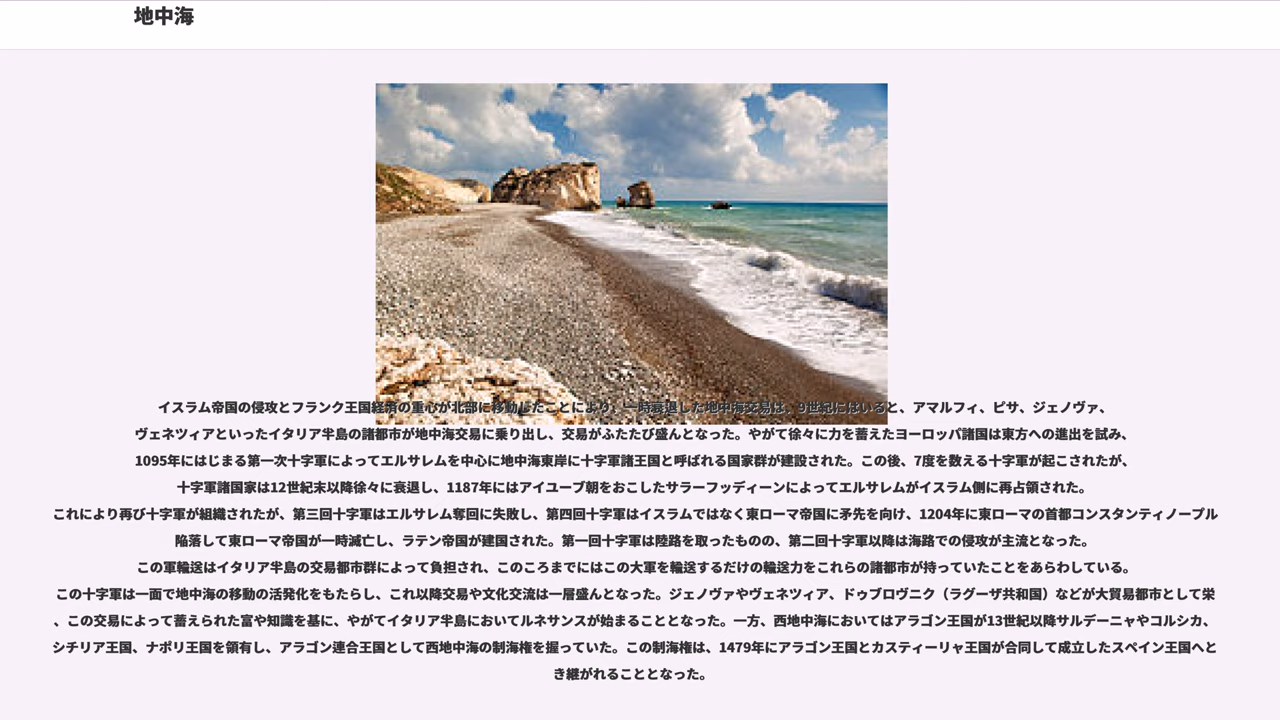 地中海
イスラム帝国の侵攻とフランク王国経済の重心が北部に移動したことにより、一時衰退した地中海交易は、9世紀にはいると、アマルフィ、ピサ、ジェノヴァ、
ヴェネツィアといったイタリア半島の諸都市が地中海交易に乗り出し、交易がふたたび盛んとなった。やがて徐々に力を蓄えたヨーロッパ諸国は東方への進出を試み、
1095年にはじまる第一次十字軍によってエルサレムを中心に地中海東岸に十字軍諸王国と呼ばれる国家群が建設された。この後、7度を数える十字軍が起こされたが、
十字軍諸国家は12世紀末以降徐々に衰退し、1187年にはアイユーブ朝をおこしたサラーフッディーンによってエルサレムがイスラム側に再占領された。
これにより再び十字軍が組織されたが、第三回十字軍はエルサレム奪回に失敗し、第四回十字軍はイスラムではなく東ローマ帝国に矛先を向け、1204年に東ローマの首都コンスタンティノープル
陥落して東ローマ帝国が一時滅亡し、ラテン帝国が建国された。第一回十字軍は陸路を取ったものの、第二回十字軍以降は海路での侵攻が主流となった。
この軍輸送はイタリア半島の交易都市群によって負担され、このころまでにはこの大軍を輸送するだけの輸送力をこれらの諸都市が持っていたことをあらわしている。
この十字軍は一面で地中海の移動の活発化をもたらし、これ以降交易や文化交流は一層盛んとなった。ジェノヴァやヴェネツィア、ドゥブロヴニク（ラグーザ共和国）などが大貿易都市として栄
、この交易によって蓄えられた富や知識を基に、やがてイタリア半島においてルネサンスが始まることとなった。一方、西地中海においてはアラゴン王国が13世紀以降サルデーニャやコルシカ、
シチリア王国、ナポリ王国を領有し、アラゴン連合王国として西地中海の制海権を握っていた。この制海権は、1479年にアラゴン王国とカスティーリャ王国が合同して成立したスペイン王国へと
き継がれることとなった。